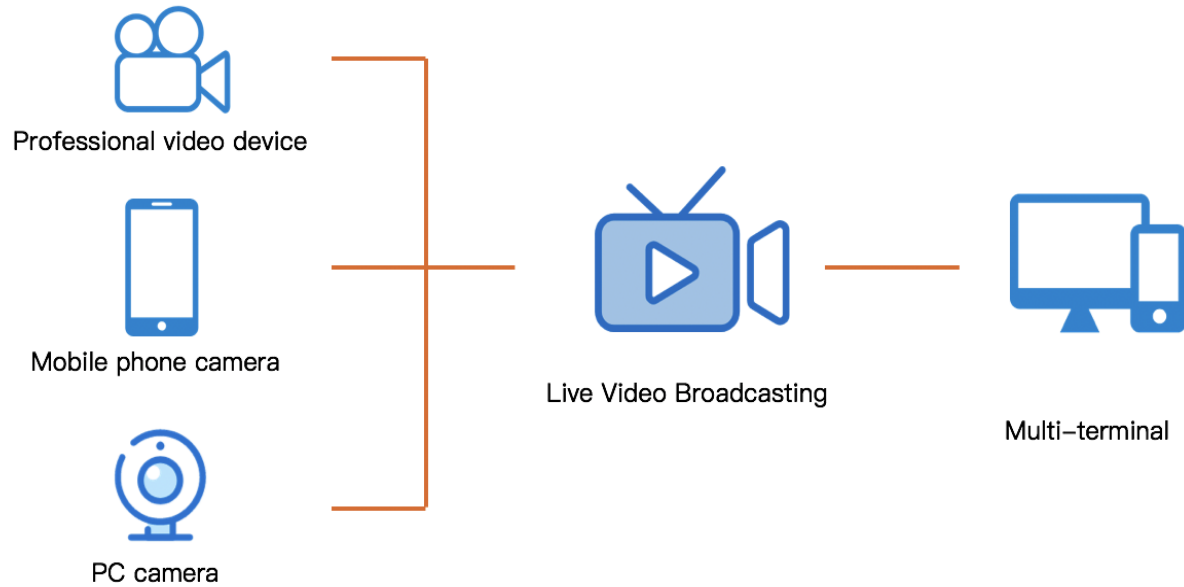 Professional video device
Mobile phone camera
Live Video Broadcasting
Multi-terminal
PC camera